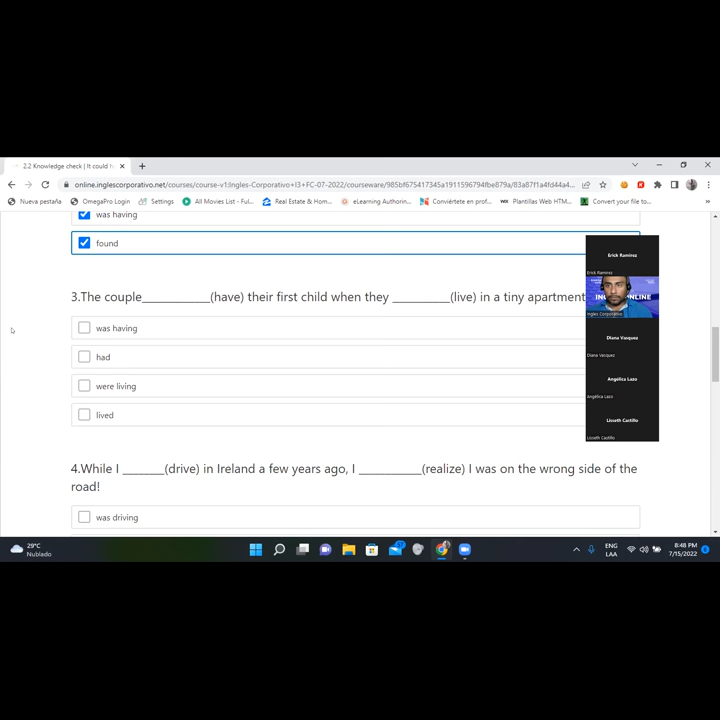 2.2 Knowledge check | It could h
online.inglescorporativo.net/courses/course-v1:Ingles-Corporativo+I3+FC-07-2022/courseware/985bf675417345a1911596794fbe879a/83a87f1a4fd44a4...
Nueva pestaña
OmegaPro Login
Settings
All Movies List - Ful...
Real Estate & Hom...
eLearning Authorin...
Conviértete en prof...
Plantillas Web HTM...
Convert your file to...
»
was having
found
3.The couple___________(have) their first child when they _________(live) in a tiny apartment
was having
had
were living
lived
4.While I _______(drive) in Ireland a few years ago, I ___________(realize) I was on the wrong side of the
road!
was driving
Erick Ramirez
Erick Ramirez
Ingles Corporativo
Diana Vasquez
Diana Vasquez
Angélica Lazo
Angélica Lazo
Lisseth Castillo
Lisseth Castillo
29°C
Nublado
ENG
LAA
8:48 PM
7/15/2022